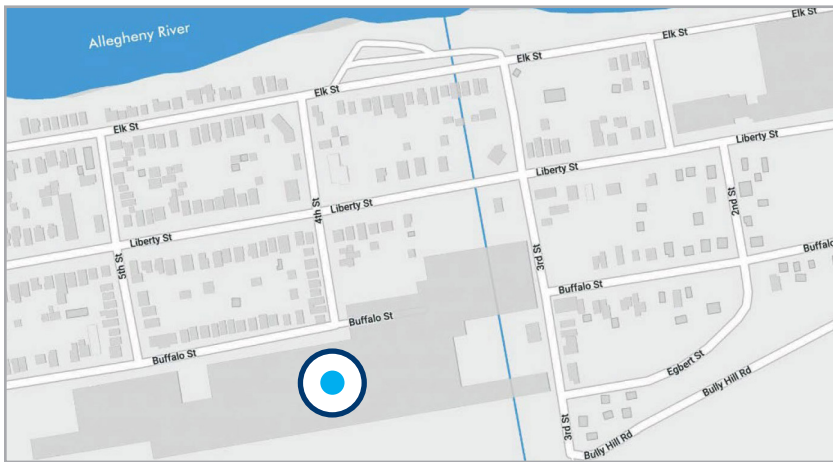 Allegheny River
Elk St
Elk St
Elk St
Elk St
Elk St
Liberty St
Liberty St
Liberty St
Liberty St
4th St
5th St
3rd St
2nd St
Buffalo St
Buffalo St
Buffalo St
Buffalo St
Egbert St
Bully Hill Rd
3rd St
Bully Hill Rd